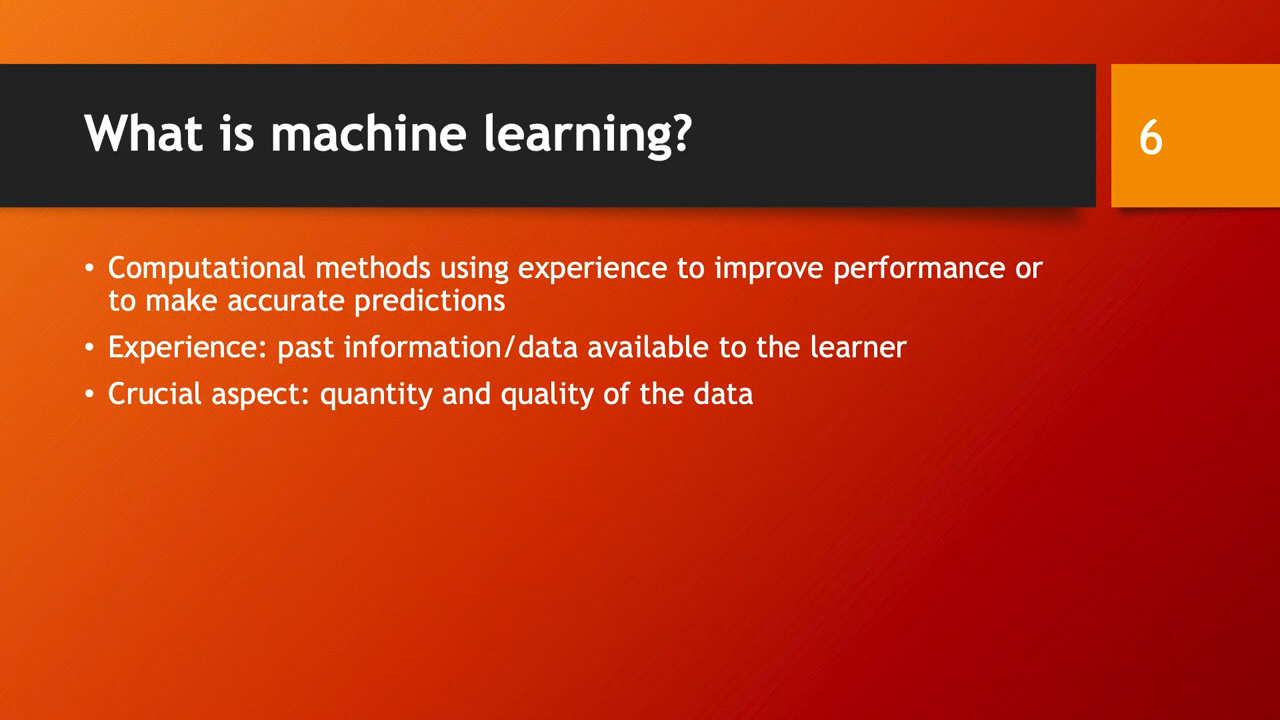 What is machine learning?
6
• Computational methods using experience to improve performance or
to make accurate predictions
• Experience: past information/data available to the learner
• Crucial aspect: quantity and quality of the data